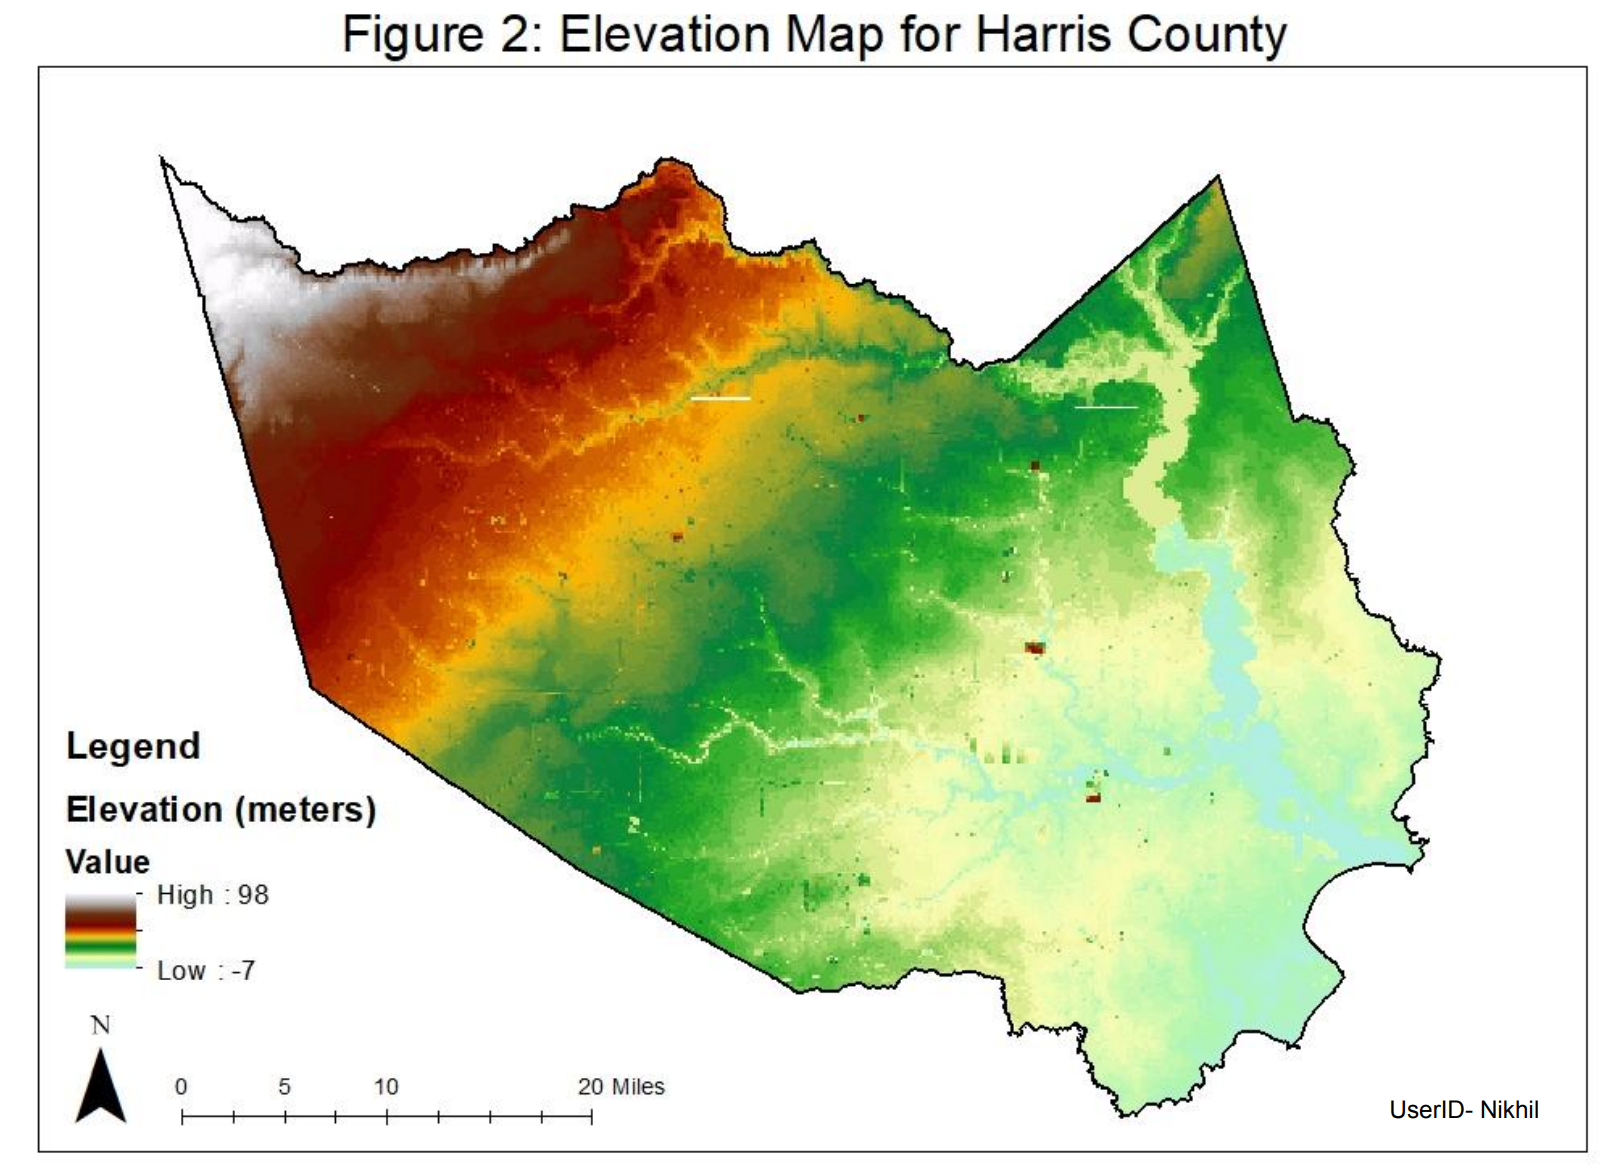 Figure 2: Elevation Map for Harris County
Legend
Elevation (meters)
Value
High : 98
Low : -7
N
0 5 10 20 Miles
UserID- Nikhil